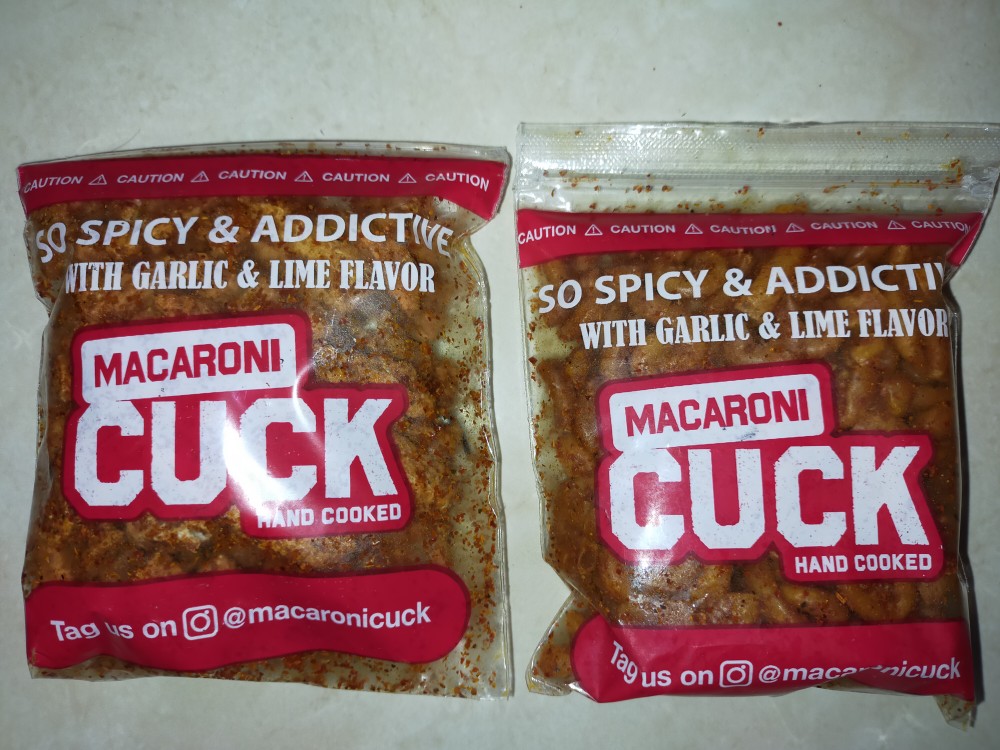 CAUTION ⚠ CAUTION ⚠ CAUTION ⚠ CAUTION ⚠ CAUTION
SO SPICY & ADDICTIVE
WITH GARLIC & LIME FLAVOR
MACARONI
CUCK
HAND COOKED
Tag us on @macaronicuck
CAUTION ⚠ CAUTION ⚠ CAUTION ⚠ CAUTION ⚠ CAUTION
SO SPICY & ADDICTIV
WITH GARLIC & LIME FLAVOR
MACARONI
CUCK
HAND COOKED
Tag us on @macaronicuck